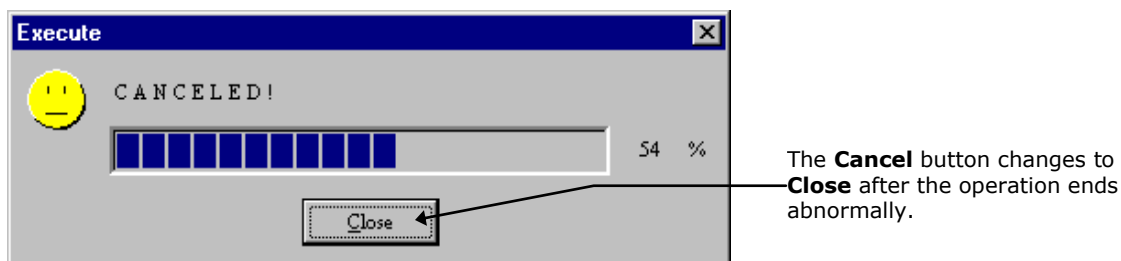 Execute
CANCELED!
54 %
Close
The Cancel button changes to
Close after the operation ends
abnormally.